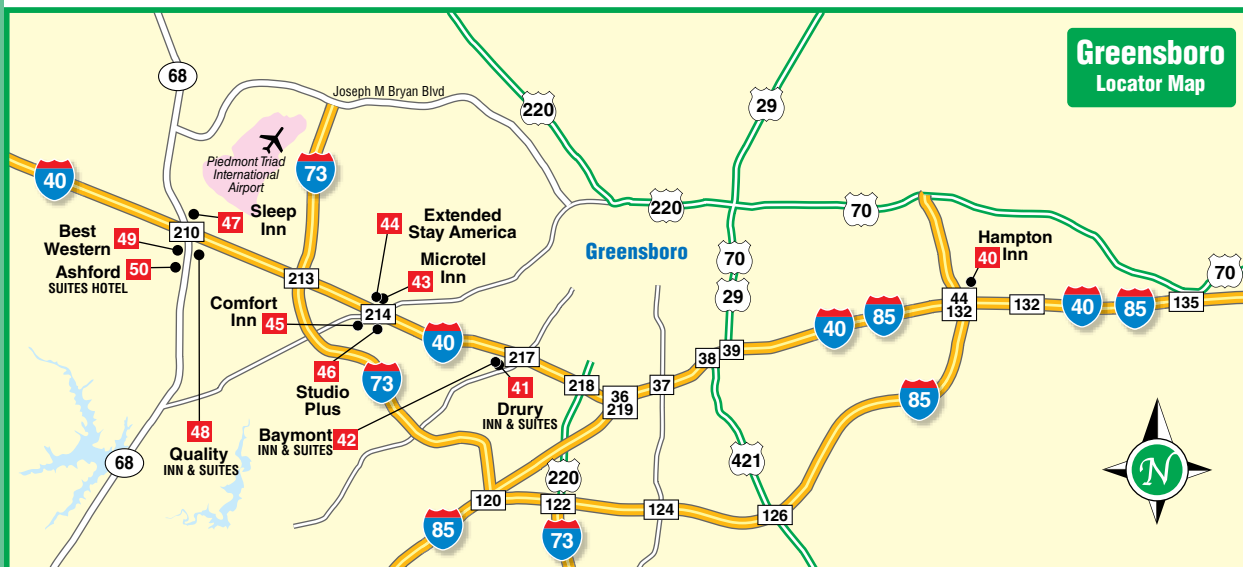 Greensboro
Locator Map
68
Joseph M Bryan Blvd
220
29
Piedmont Triad
International
Airport
73
40
47
Sleep
Inn
210
Best
Western
49
Ashford
SUITES HOTEL
50
44
Extended
Stay America
Microtel
Inn
43
220
70
Greensboro
70
29
Hampton
Inn
40
70
213
214
Comfort
Inn
45
40
44
132
132
40
85
135
40
85
217
38
39
46
Studio
Plus
73
41
Drury
INN & SUITES
218
36
219
37
85
Baymont
INN & SUITES
42
48
Quality
INN & SUITES
68
220
421
N
120
122
124
126
85
73